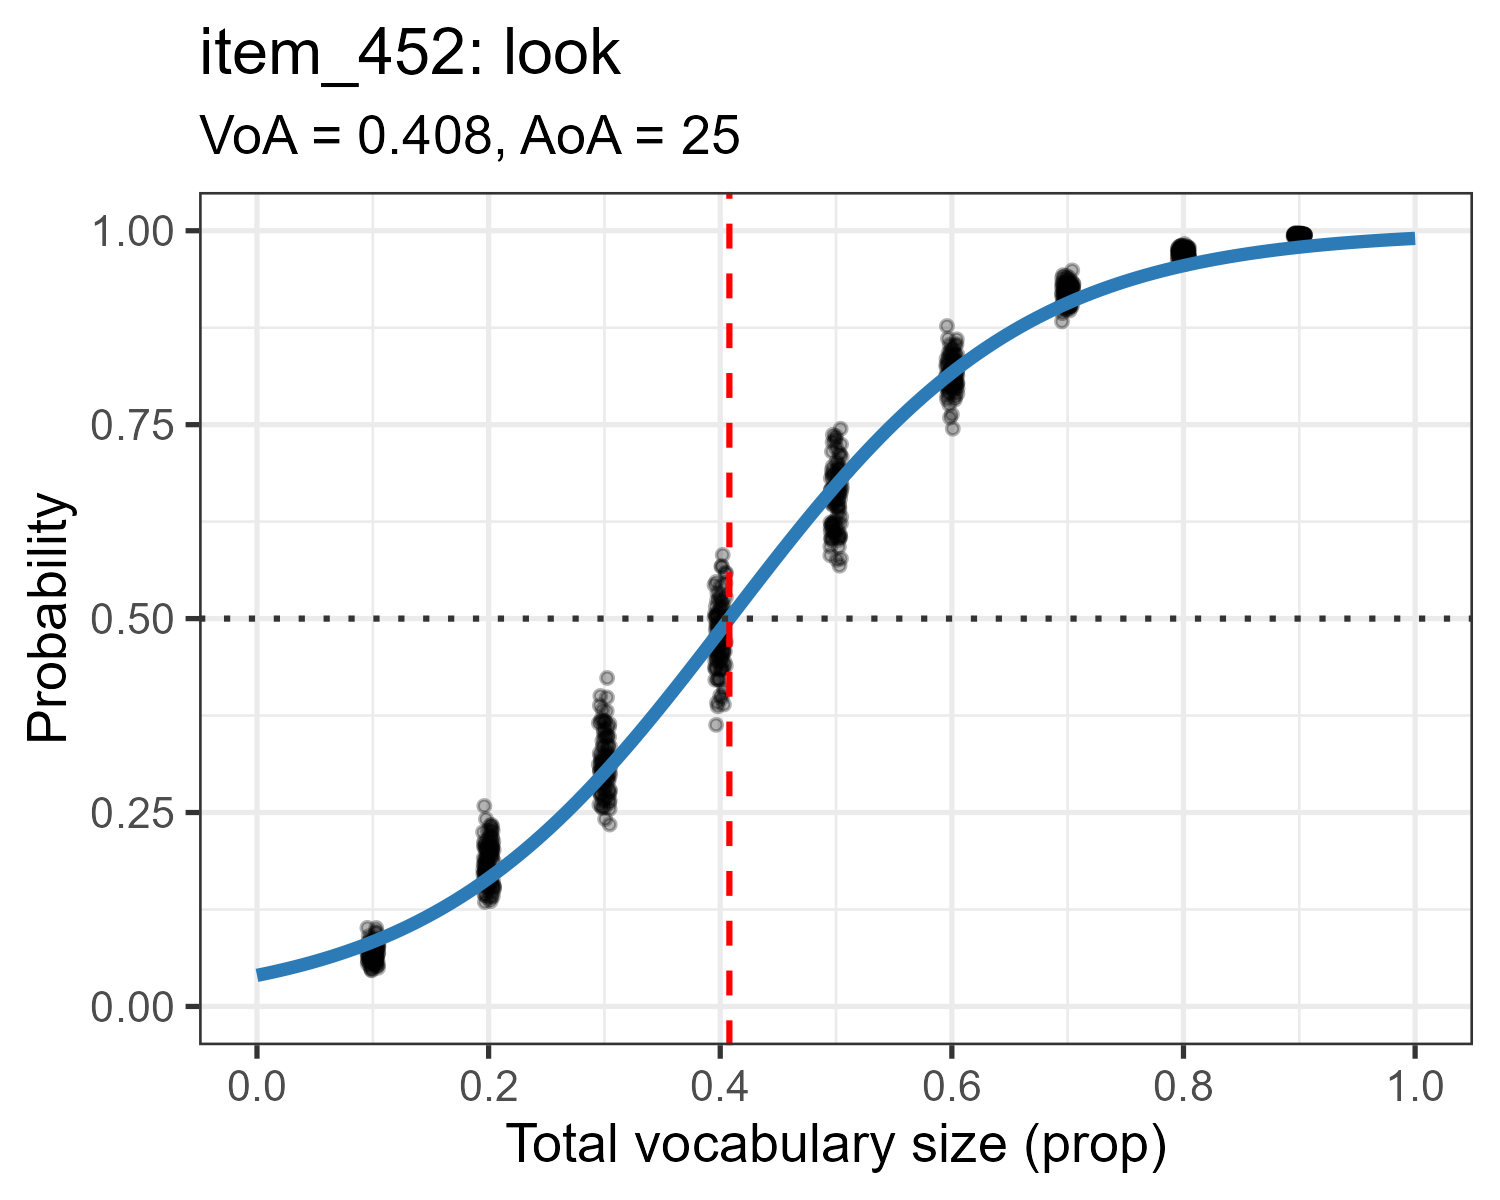 item_452: look
VoA = 0.408, AoA = 25
1.00
0.75
0.50
0.25
0.00
Probability
0.0 0.2 0.4 0.6 0.8 1.0
Total vocabulary size (prop)